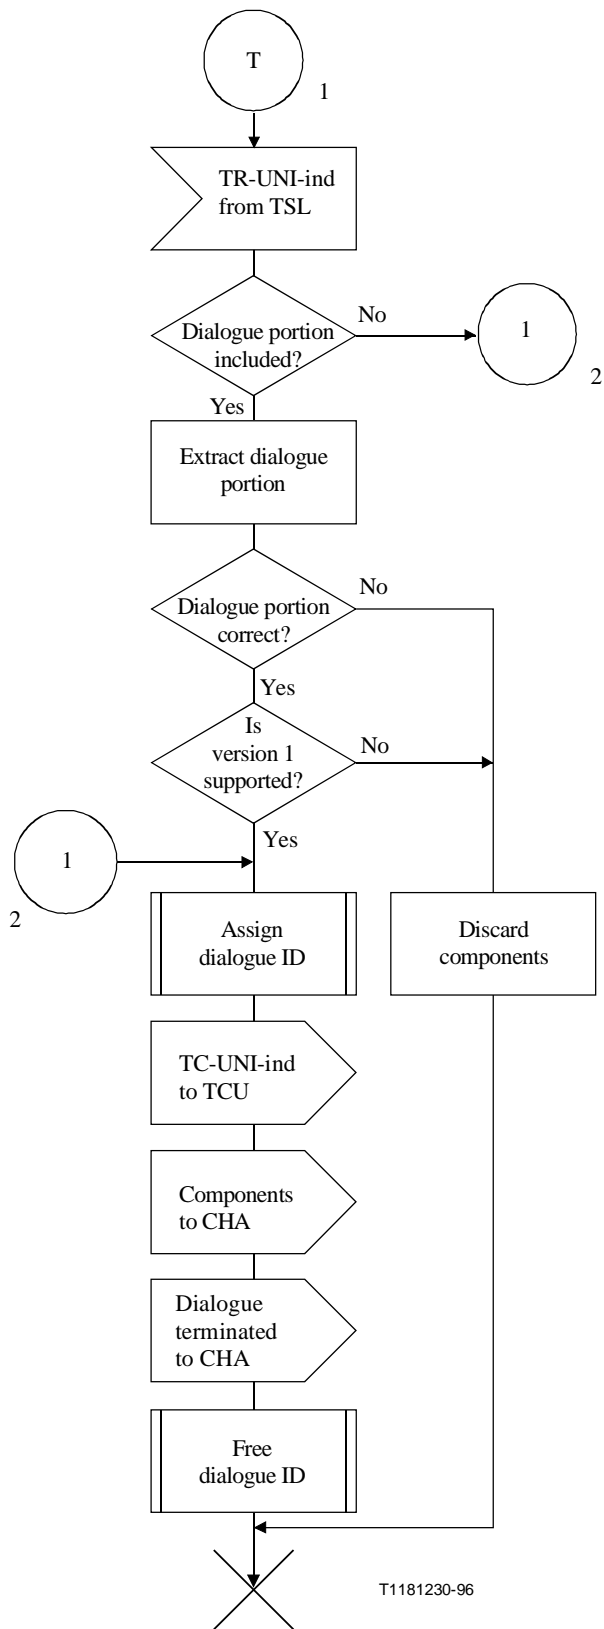 T
1
TR-UNI-ind
from TSL
No
Dialogue portion
included?
1
2
Yes
Extract dialogue
portion
No
Dialogue portion
correct?
Yes
Is
version 1
supported?
No
Yes
1
2
Assign
dialogue ID
Discard
components
TC-UNI-ind
to TCU
Components
to CHA
Dialogue
terminated
to CHA
Free
dialogue ID
T1181230-96